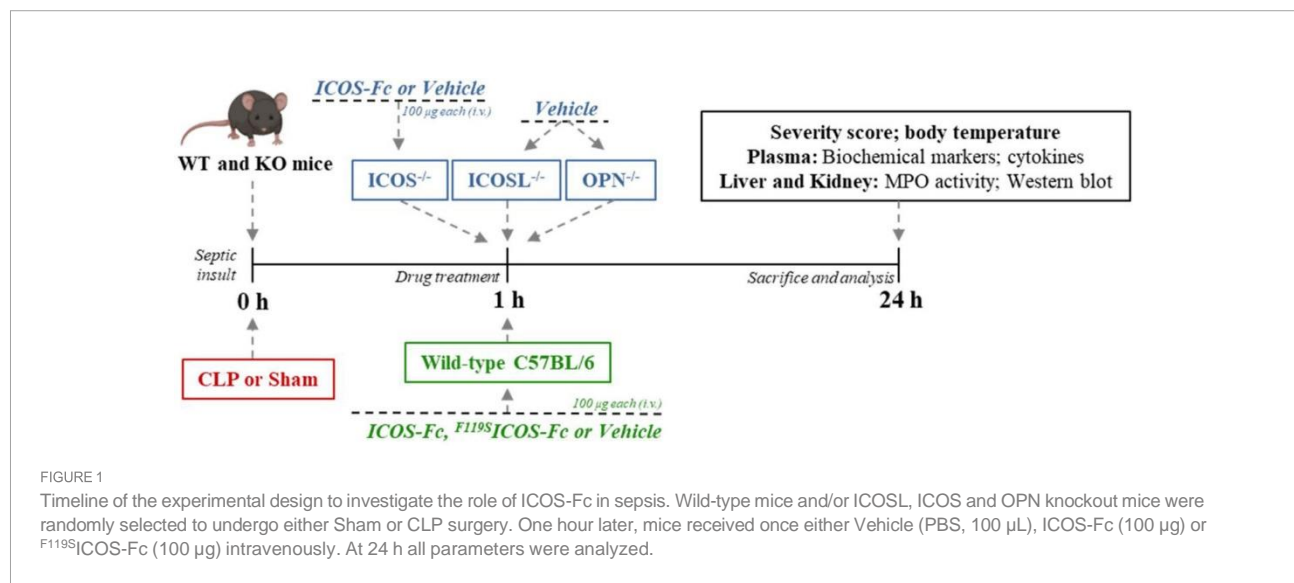 ICOS-Fc or Vehicle
100 µg each (i.v.)
Vehicle
WT and KO mice
ICOS-/-
ICOSL-/-
OPN-/-
Severity score; body temperature
Plasma: Biochemical markers; cytokines
Liver and Kidney: MPO activity; Western blot
Septic
insult
Drug treatment
Sacrifice and analysis
0 h
1 h
24 h
CLP or Sham
Wild-type C57BL/6
100 µg each (i.v.)
ICOS-Fc, F119SICOS-Fc or Vehicle
FIGURE 1
Timeline of the experimental design to investigate the role of ICOS-Fc in sepsis. Wild-type mice and/or ICOSL, ICOS and OPN knockout mice were
randomly selected to undergo either Sham or CLP surgery. One hour later, mice received once either Vehicle (PBS, 100 µL), ICOS-Fc (100 µg) or
F119SICOS-Fc (100 µg) intravenously. At 24 h all parameters were analyzed.